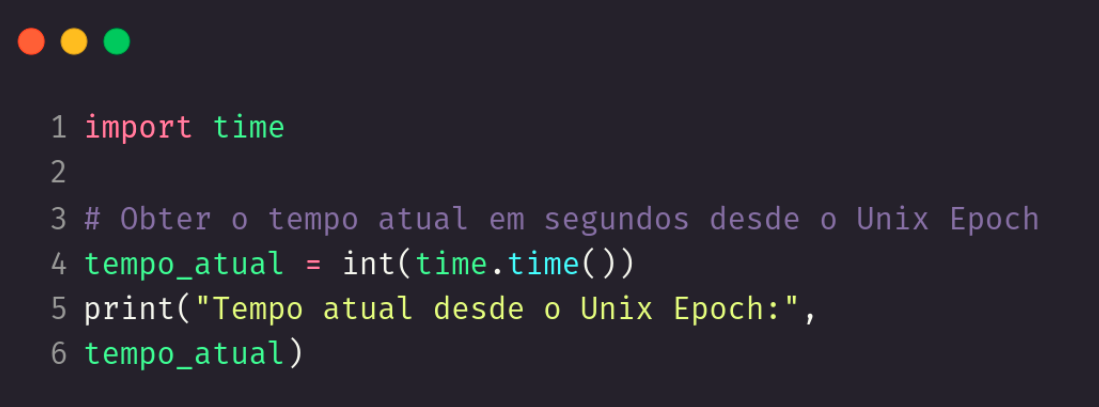 1 import time
2
3 # Obter o tempo atual em segundos desde o Unix Epoch
4 tempo_atual = int(time.time())
5 print("Tempo atual desde o Unix Epoch:",
6 tempo_atual)